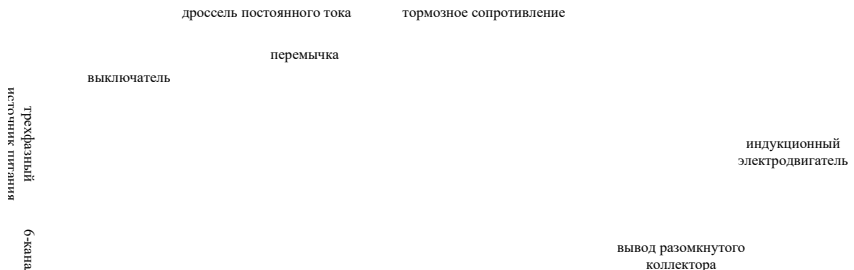 дроссель постоянного тока
тормозное сопротивление
перемычка
выключатель
трехфазный
источник питания
индукционный
электродвигатель
6-кана
вывод разомкнутого
коллектора